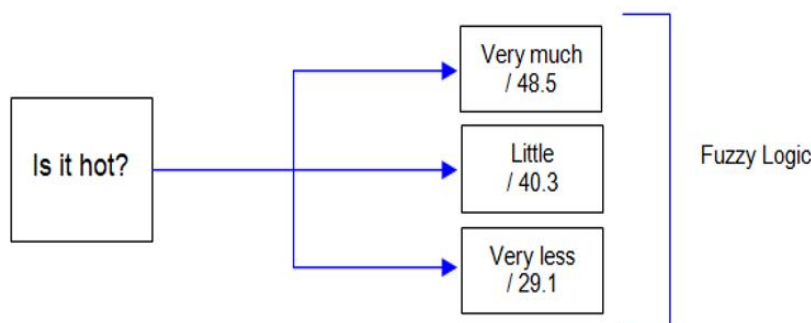 Is it hot?
Very much
/ 48.5
Little
/ 40.3
Very less
/ 29.1
Fuzzy Logic